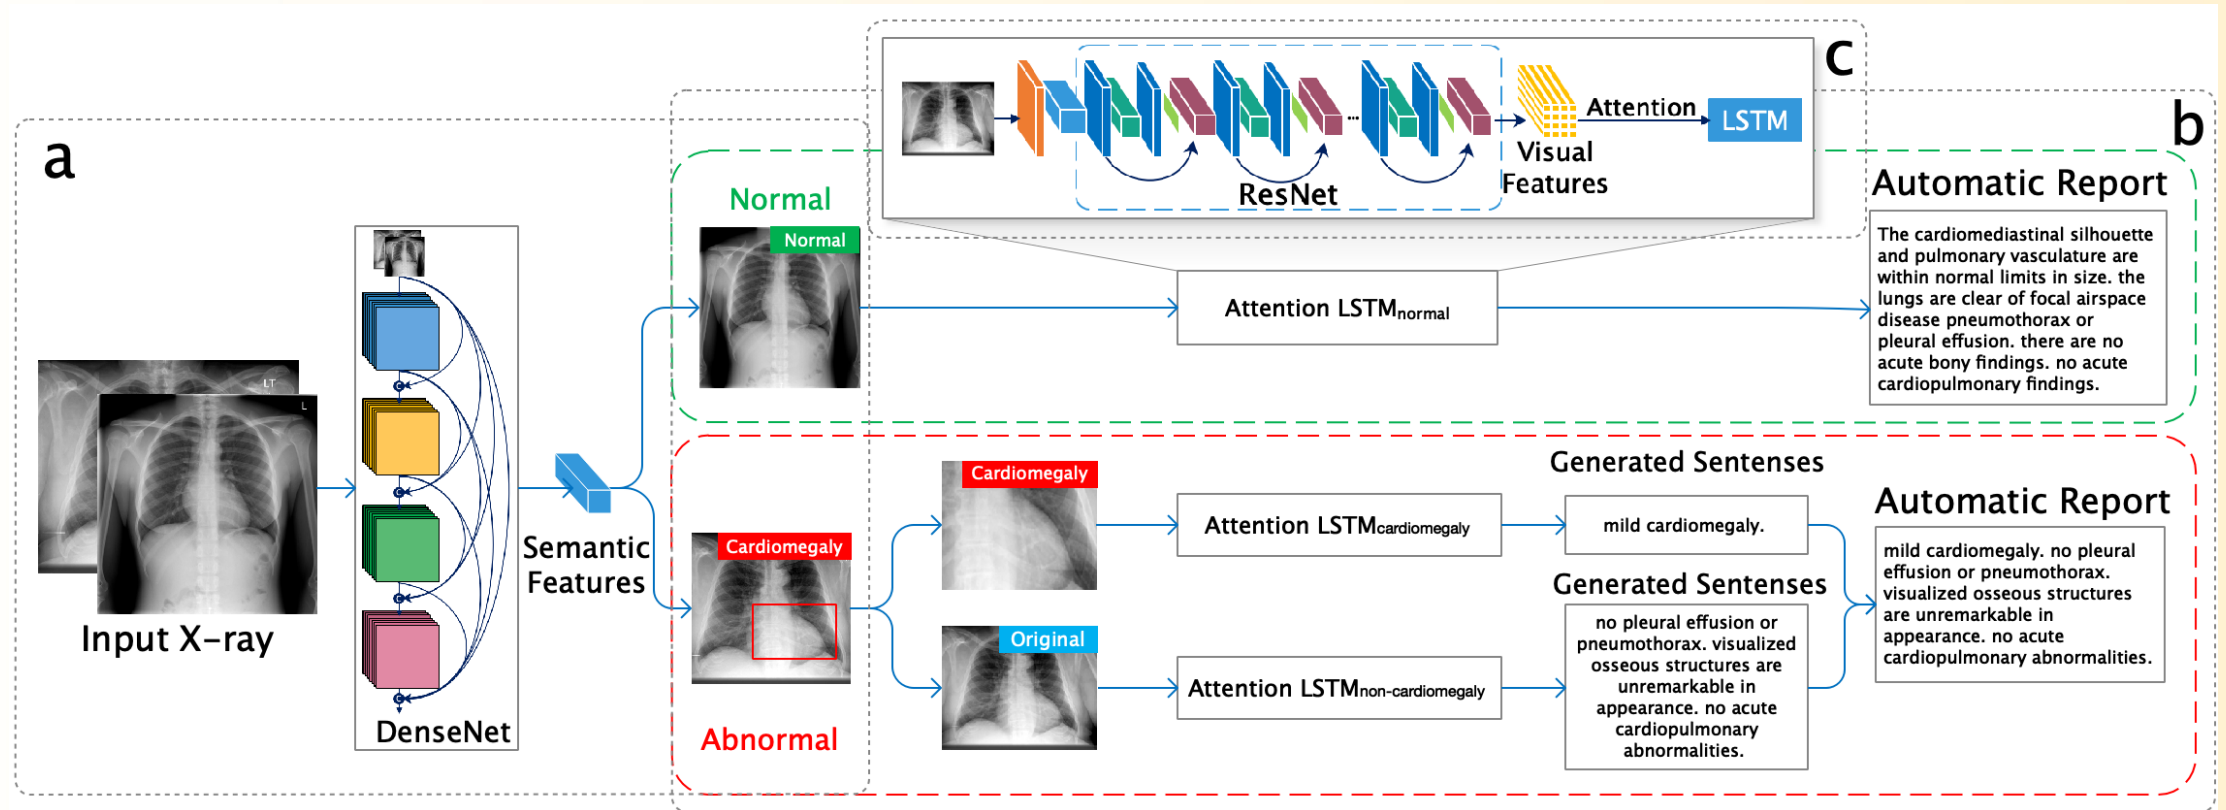 a
Input X-ray
LT
L
DenseNet
Semantic
Features
Normal
Normal
Cardiomegaly
Abnormal
c
ResNet
...
Visual
Features
Attention
LSTM
b
Attention LSTMnormal
Automatic Report
The cardiomediastinal silhouette
and pulmonary vasculature are
within normal limits in size. the
lungs are clear of focal airspace
disease pneumothorax or
pleural effusion. there are no
acute bony findings. no acute
cardiopulmonary findings.
Cardiomegaly
Original
Attention LSTMcardiomegaly
Attention LSTMnon-cardiomegaly
Generated Sentenses
mild cardiomegaly.
Generated Sentenses
no pleural effusion or
pneumothorax. visualized
osseous structures are
unremarkable in
appearance. no acute
cardiopulmonary
abnormalities.
Automatic Report
mild cardiomegaly. no pleural
effusion or pneumothorax.
visualized osseous structures
are unremarkable in
appearance. no acute
cardiopulmonary abnormalities.